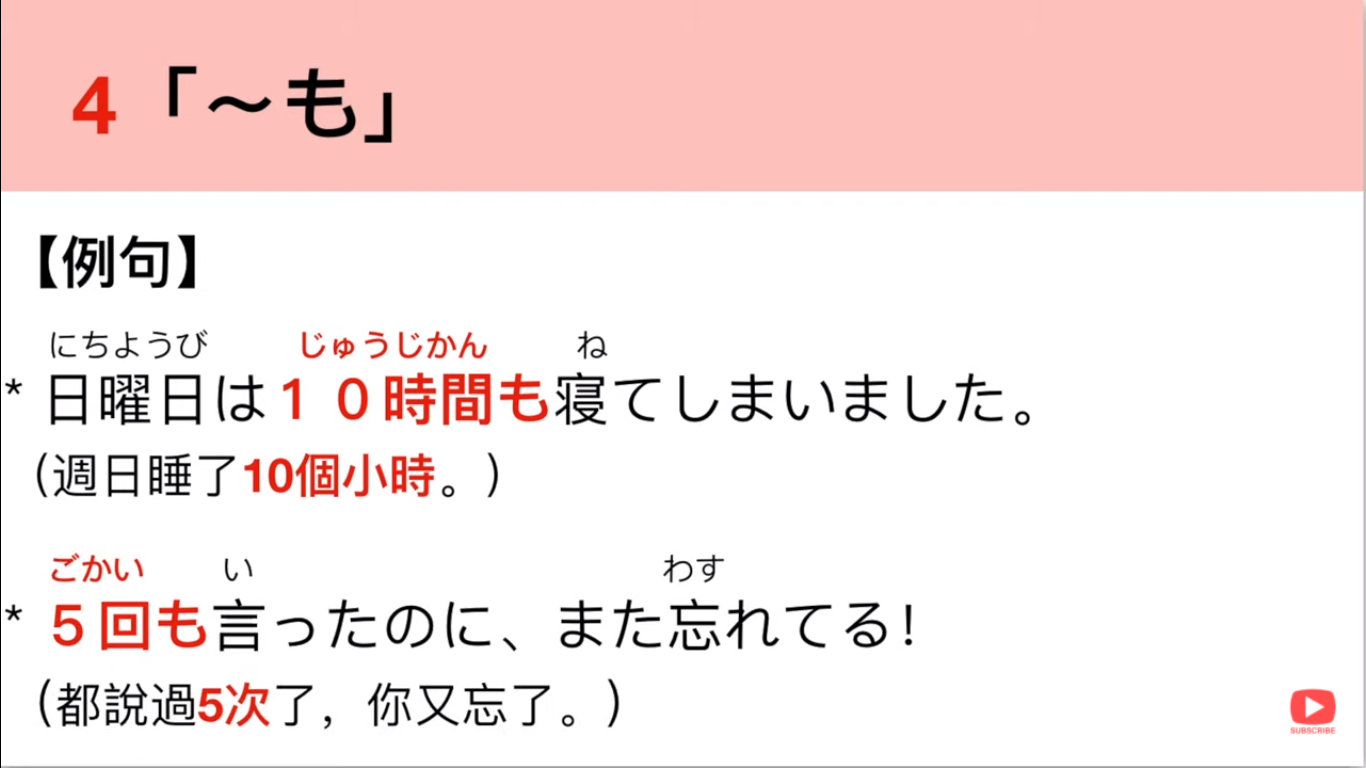 4「〜も」
【例句】
にちようび じゅうじかん ね
* 日曜日は１０時間も寝てしまいました。
（週日睡了10個小時。）
ごかい い わす
* ５回も言ったのに、また忘れてる！
（都說過5次了，你又忘了。）
SUBSCRIBE